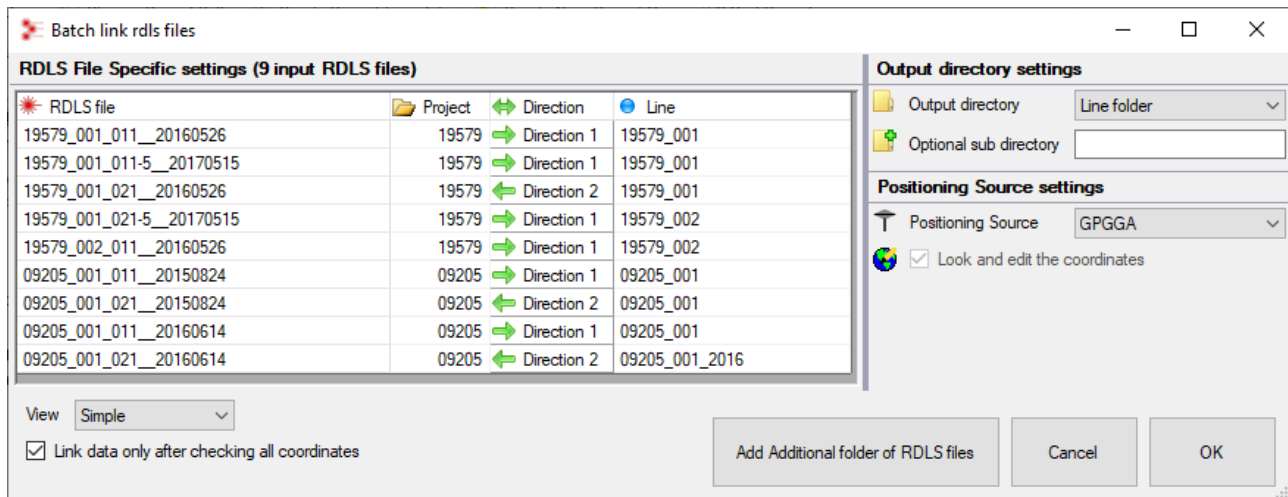 Batch link rdls files
RDLS File Specific settings (9 input RDLS files)
RDLS file Project Direction Line
19579_001_011__20160526 19579 Direction 1 19579_001
19579_001_011-5__20170515 19579 Direction 1 19579_001
19579_001_021__20160526 19579 Direction 2 19579_001
19579_001_021-5__20170515 19579 Direction 1 19579_002
19579_002_011__20160526 19579 Direction 1 19579_002
09205_001_011__20150824 09205 Direction 1 09205_001
09205_001_021__20150824 09205 Direction 2 09205_001
09205_001_011__20160614 09205 Direction 1 09205_001
09205_001_021__20160614 09205 Direction 2 09205_001_2016
View Simple
Link data only after checking all coordinates
Output directory settings
Output directory Line folder
Optional sub directory
Positioning Source settings
Positioning Source GPGGA
Look and edit the coordinates
Add Additional folder of RDLS files Cancel OK